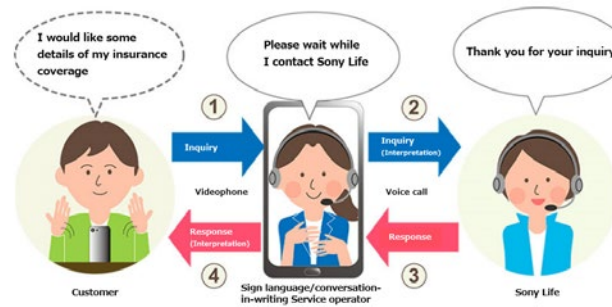 I would like some
details of my insurance
coverage
Please wait while
I contact Sony Life
Thank you for your inquiry
1
Inquiry
2
Inquiry
(Interpretation)
Videophone
Voice call
Response
(Interpretation)
4
Response
3
Customer
Sign language/conversation-
in-writing Service operator
Sony Life